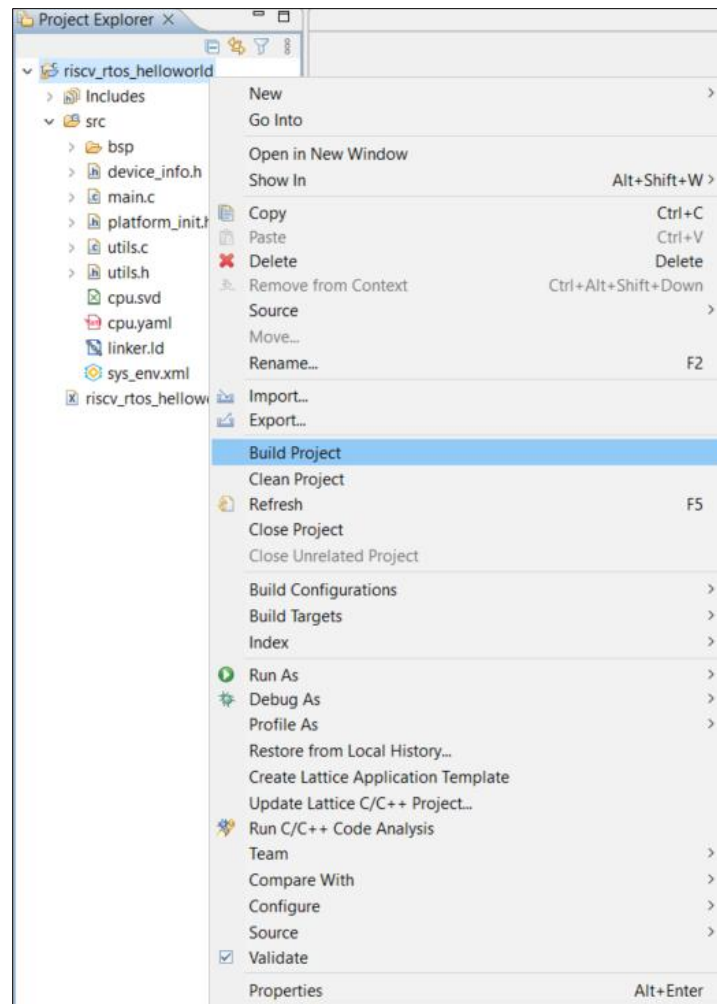 Project Explorer
riscv_rtos_helloworld
Includes
src
bsp
device_info.h
main.c
platform_init.h
utils.c
utils.h
cpu.svd
cpu.yaml
linker.ld
sys_env.xml
riscv_rtos_hellow
New
Go Into
Open in New Window
Show In Alt+Shift+W
Copy Ctrl+C
Paste Ctrl+V
Delete Delete
Remove from Context Ctrl+Alt+Shift+Down
Source
Move...
Rename... F2
Import...
Export...
Build Project
Clean Project
Refresh F5
Close Project
Close Unrelated Project
Build Configurations
Build Targets
Index
Run As
Debug As
Profile As
Restore from Local History...
Create Lattice Application Template
Update Lattice C/C++ Project...
Run C/C++ Code Analysis
Team
Compare With
Configure
Source
Validate
Properties Alt+Enter